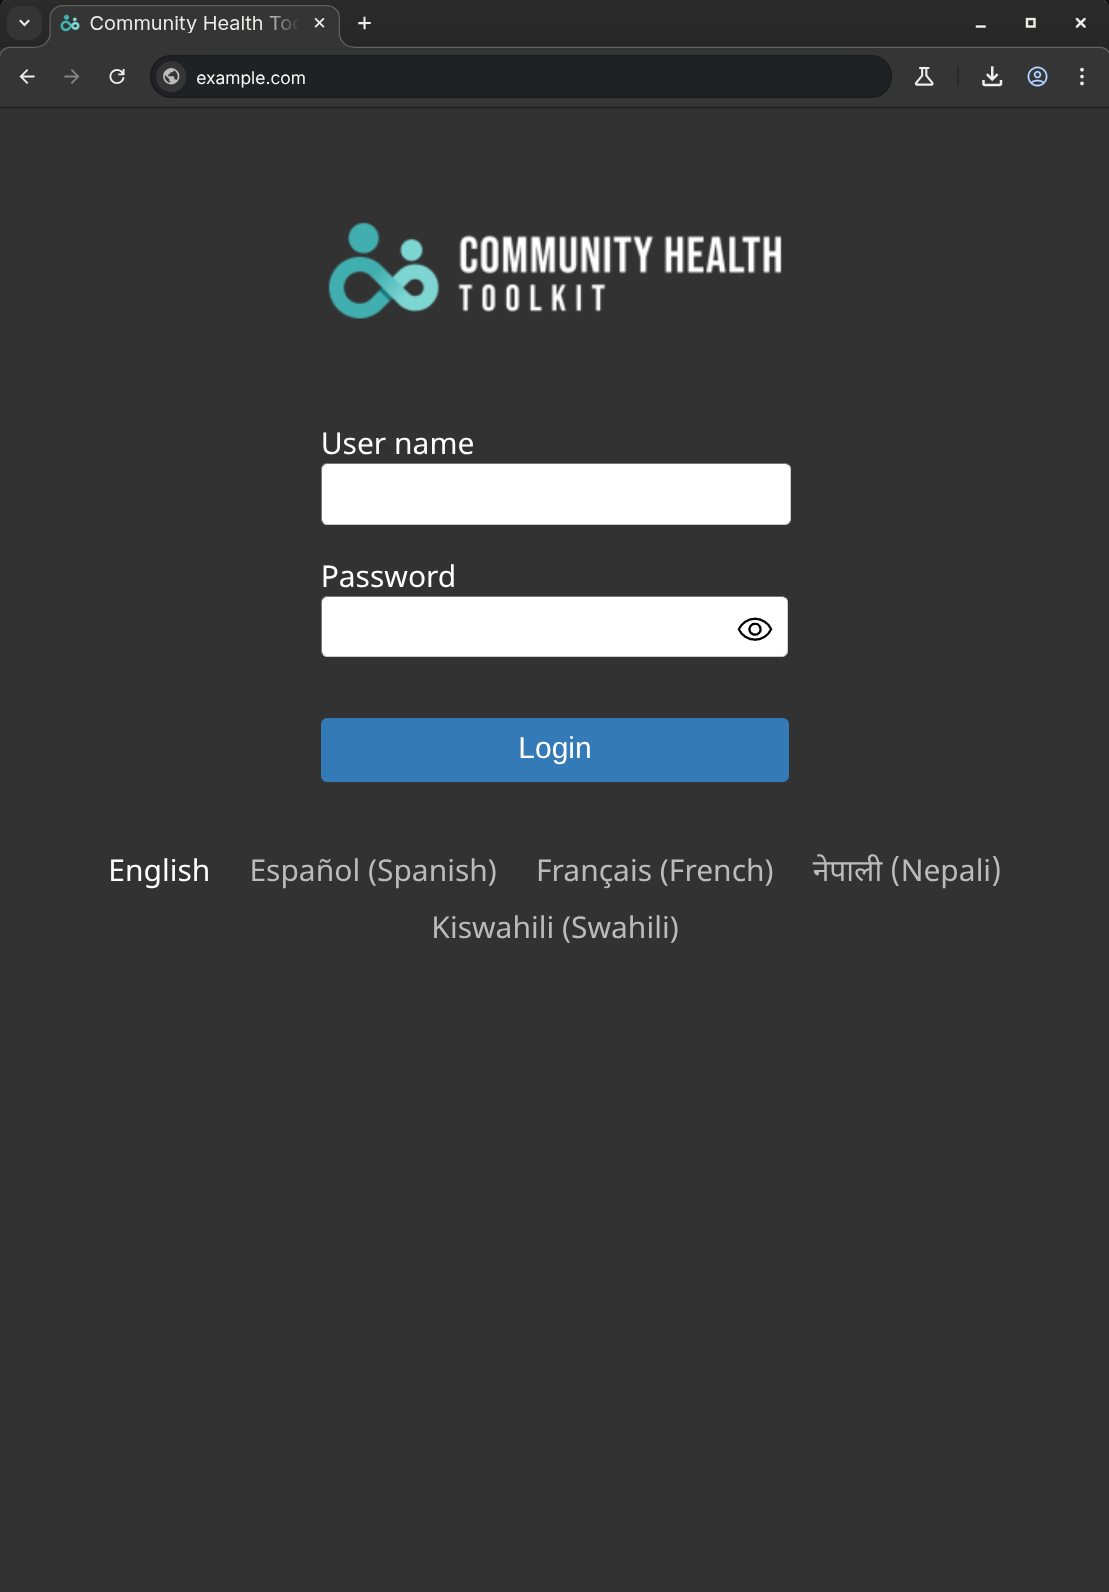 Community Health Too
example.com
COMMUNITY HEALTH
TOOLKIT
User name
Password
Login
English Español (Spanish) Français (French) नेपाली (Nepali)
Kiswahili (Swahili)